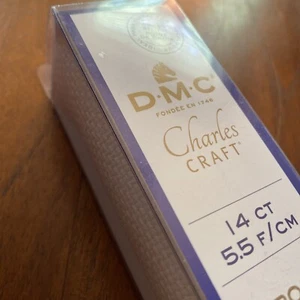 D·M·C
FONDÉE EN 1746
Charles
CRAFT®
14 CT
5.5 F/CM